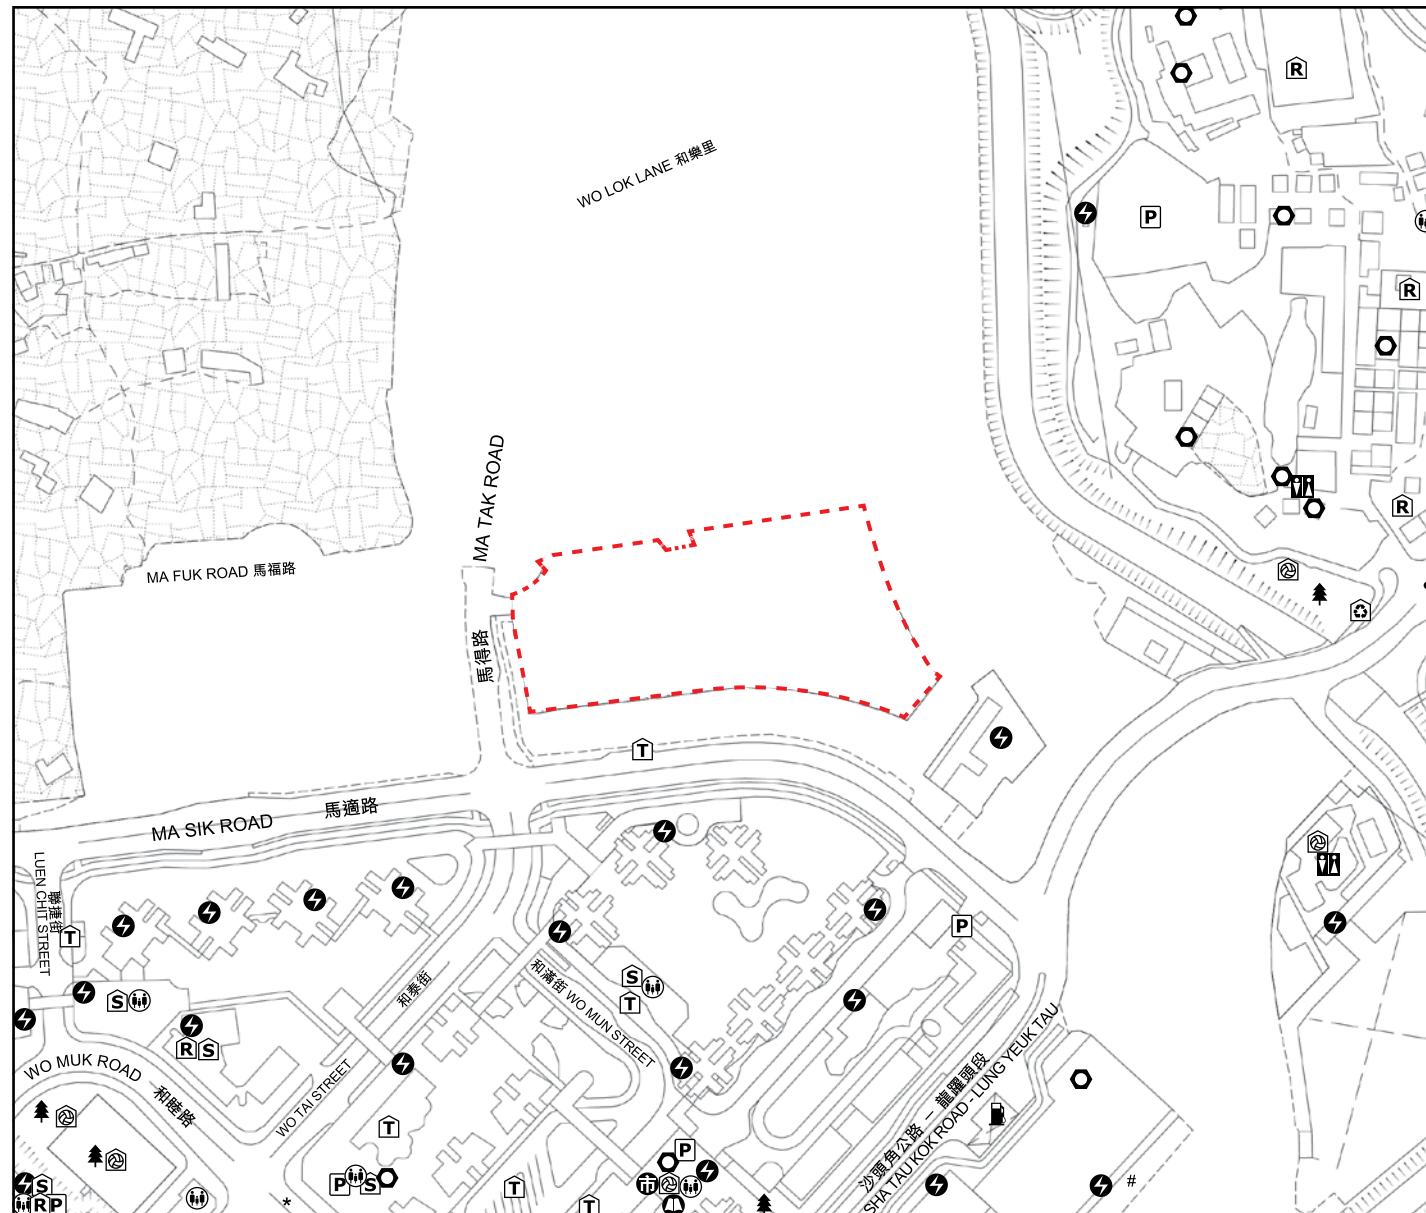 R
P
WO LOK LANE 和樂里
R
R
MA TAK ROAD
馬得路
MA FUK ROAD 馬福路
T
MA SIK ROAD 馬適路
LUEN CHIT STREET
聯捷街
T
P
S
T
S
R S
和滿街 WO MUN STREET
和泰街
WO TAI STREET
WO MUK ROAD 和睦路
沙頭角公路 － 龍躍頭段
SHA TAU KOK ROAD - LUNG YEUK TAU
T
P
P S
T
T
市
S
R P
*
#